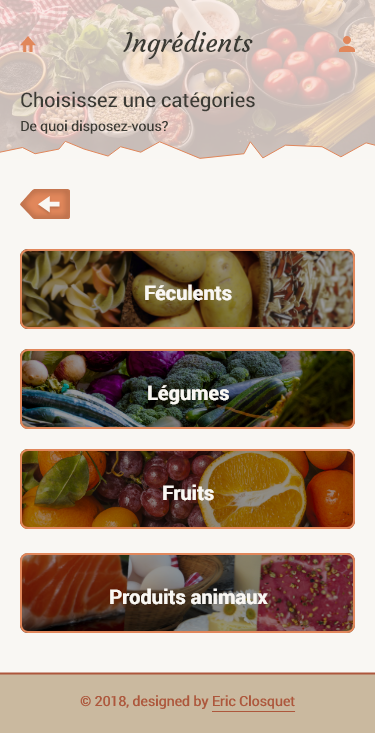 Ingrédients
Choisissez une catégories
De quoi disposez-vous?
Féculents
Légumes
Fruits
Produits animaux
© 2018, designed by Eric Closquet